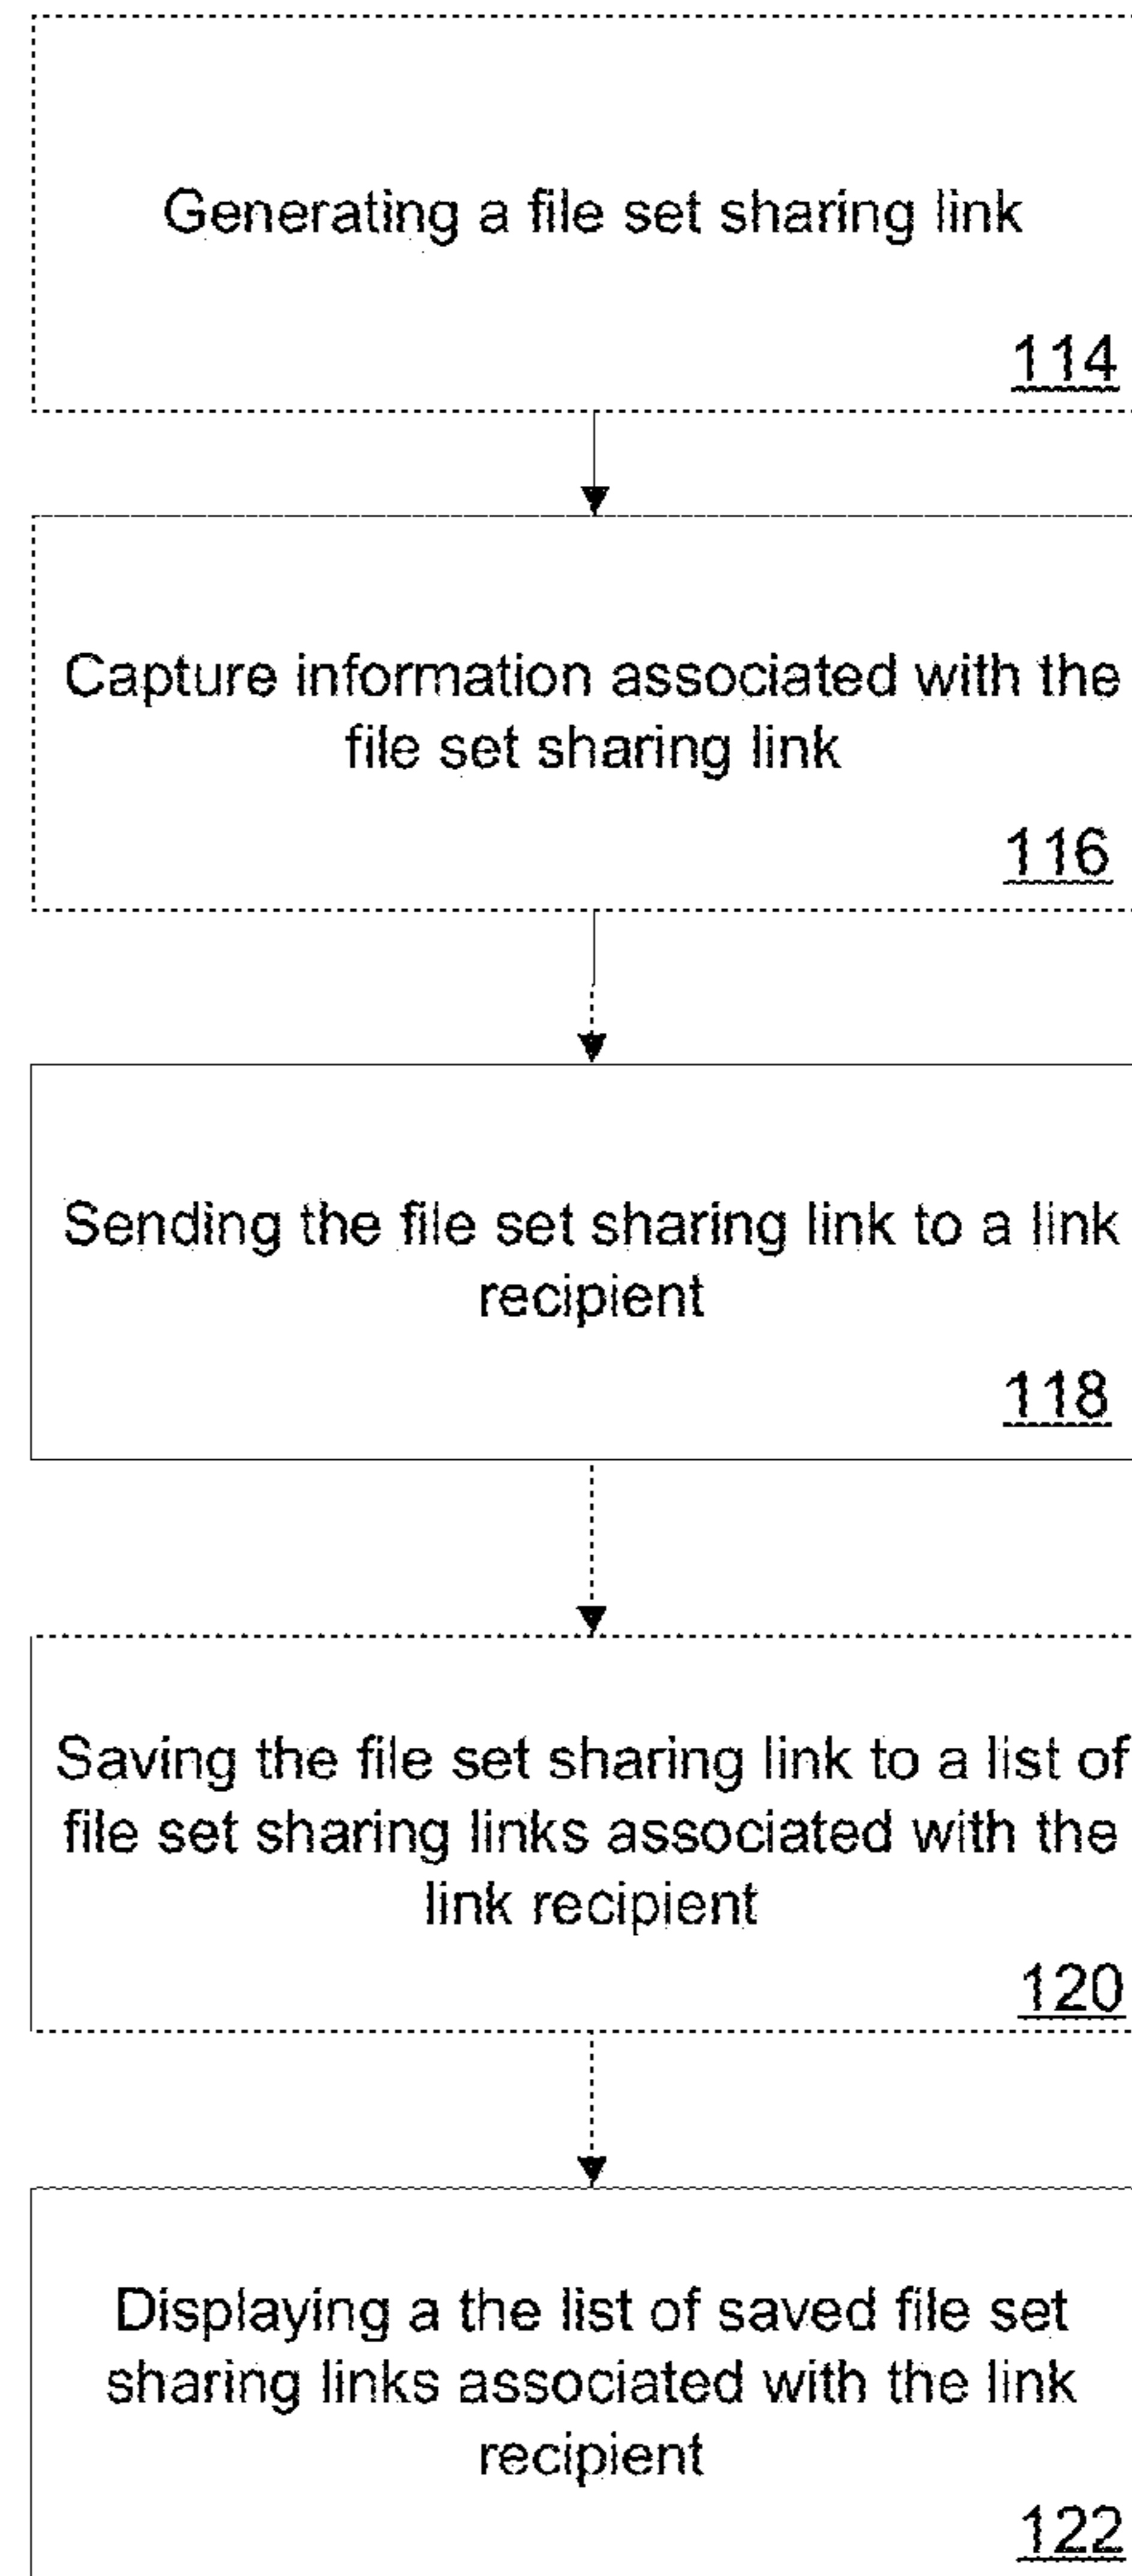 Generating a file set sharing link
114
Capture information associated with the
file set sharing link
116
Sending the file set sharing link to a link
recipient
118
Saving the file set sharing link to a list of
file set sharing links associated with the
link recipient
120
Displaying a the list of saved file set
sharing links associated with the link
recipient
122